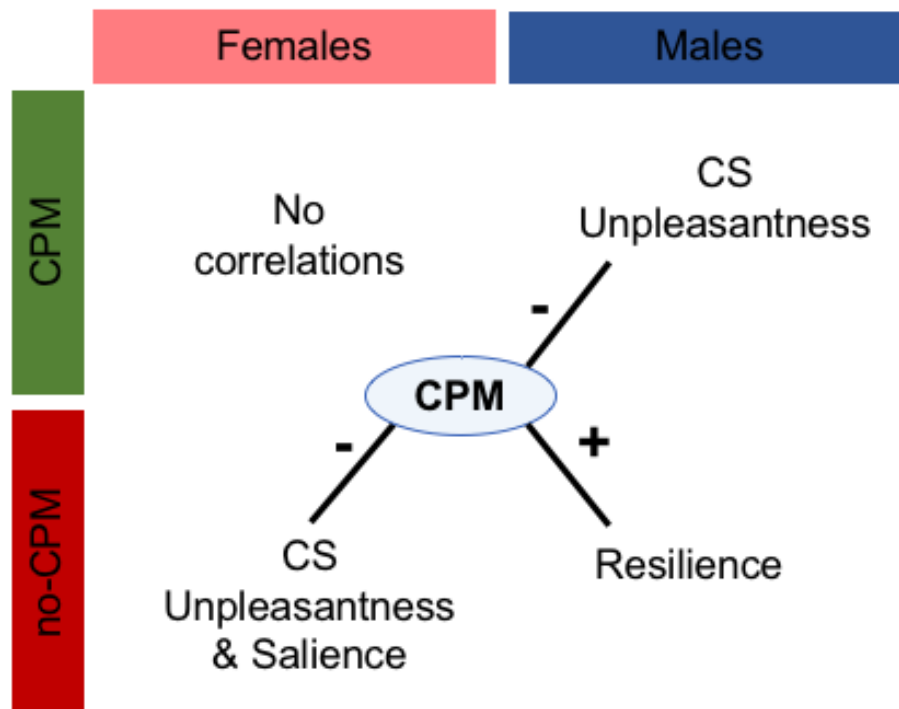 Females
Males
CPM
No
correlations
CS
Unpleasantness
-
CPM
-
+
no-CPM
CS
Unpleasantness
& Salience
Resilience